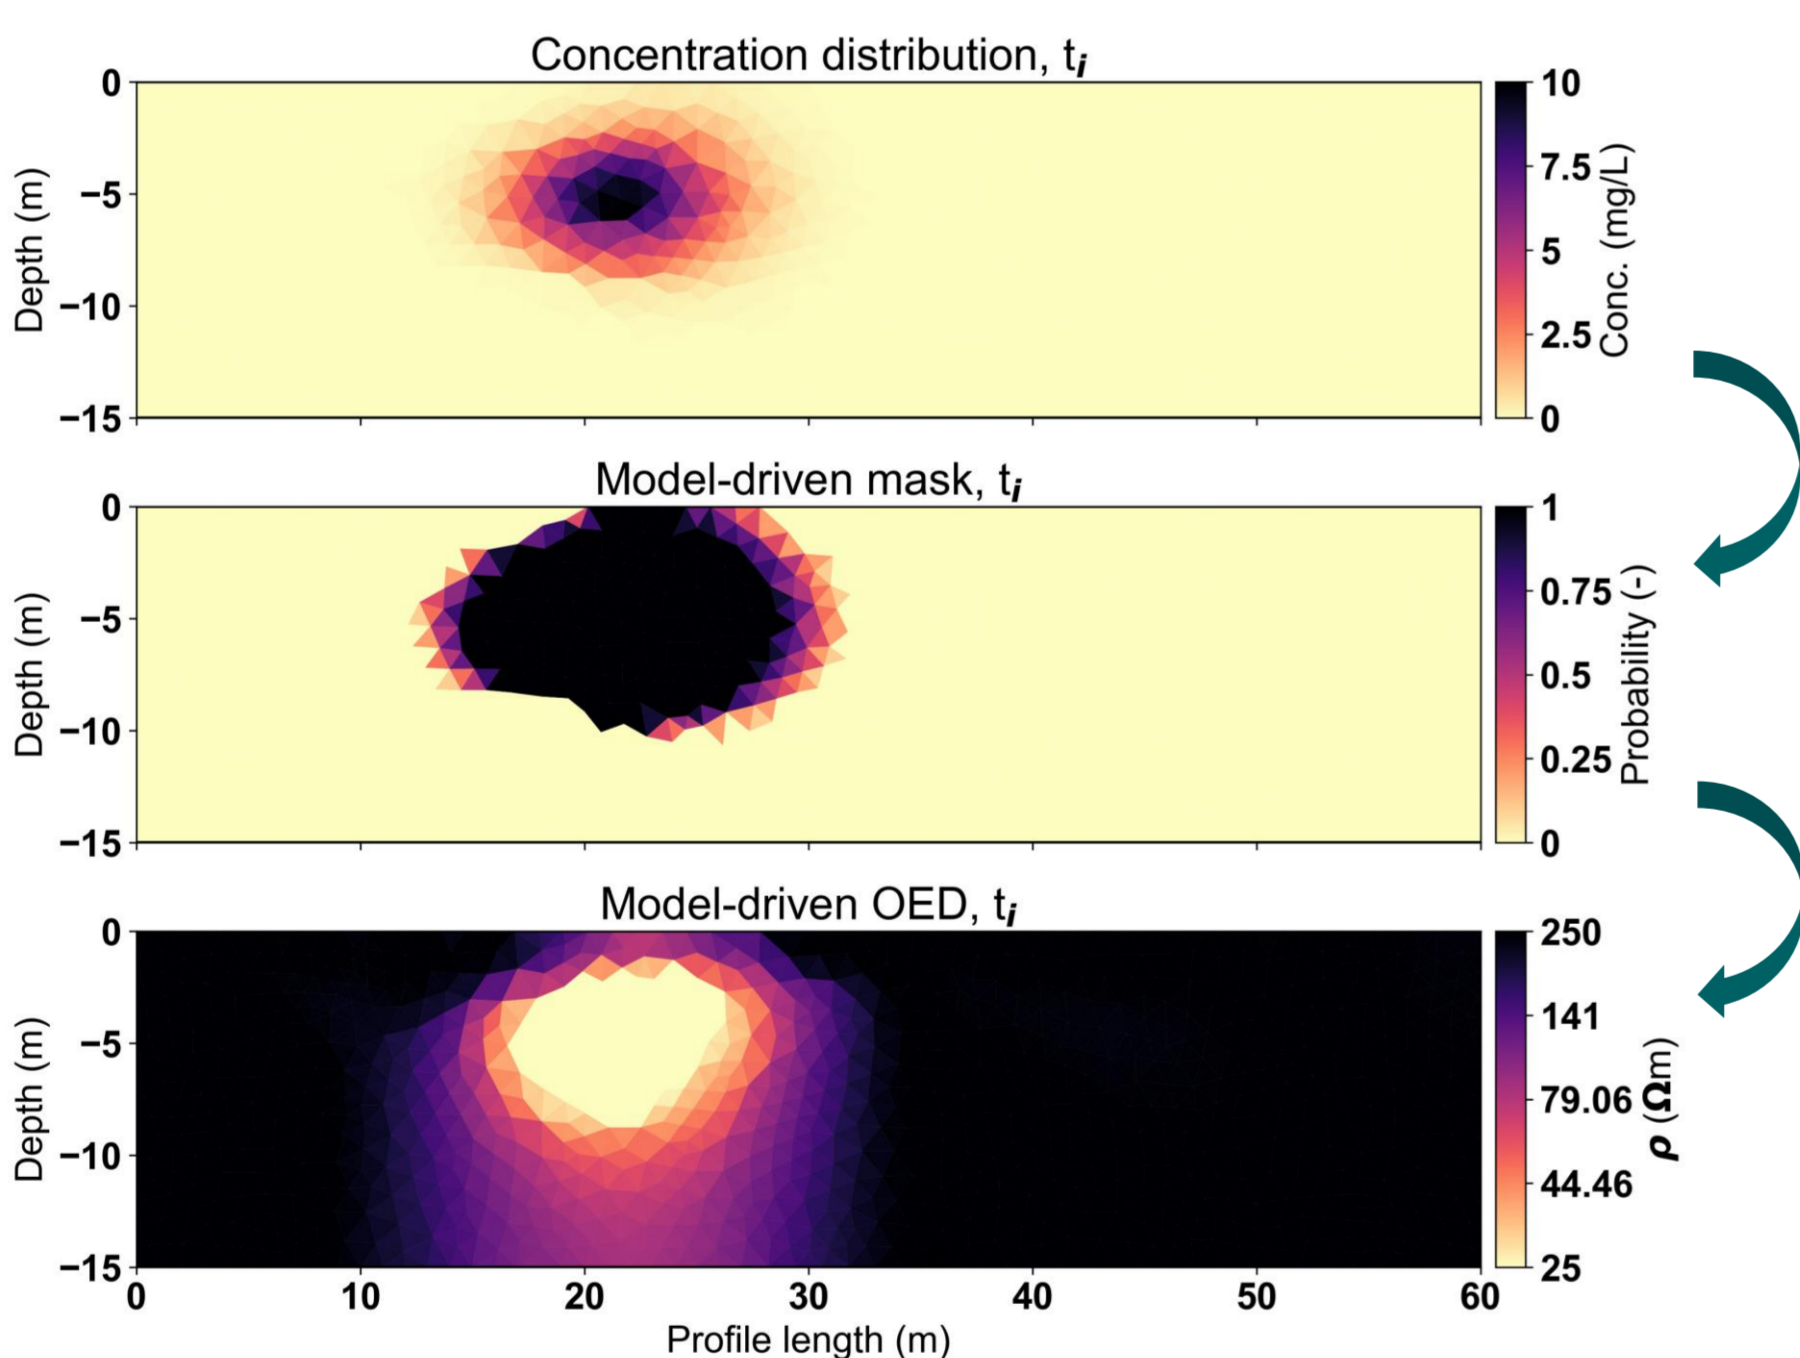 Concentration distribution, ti
0
−5
−10
−15
Depth (m)
10
7.5
5
2.5
0
Conc. (mg/L)
Model-driven mask, ti
0
−5
−10
−15
Depth (m)
1
0.75
0.5
0.25
0
Probability (-)
Model-driven OED, ti
0
−5
−10
−15
Depth (m)
250
141
79.06
44.46
25
ρ (Ωm)
0 10 20 30 40 50 60
Profile length (m)